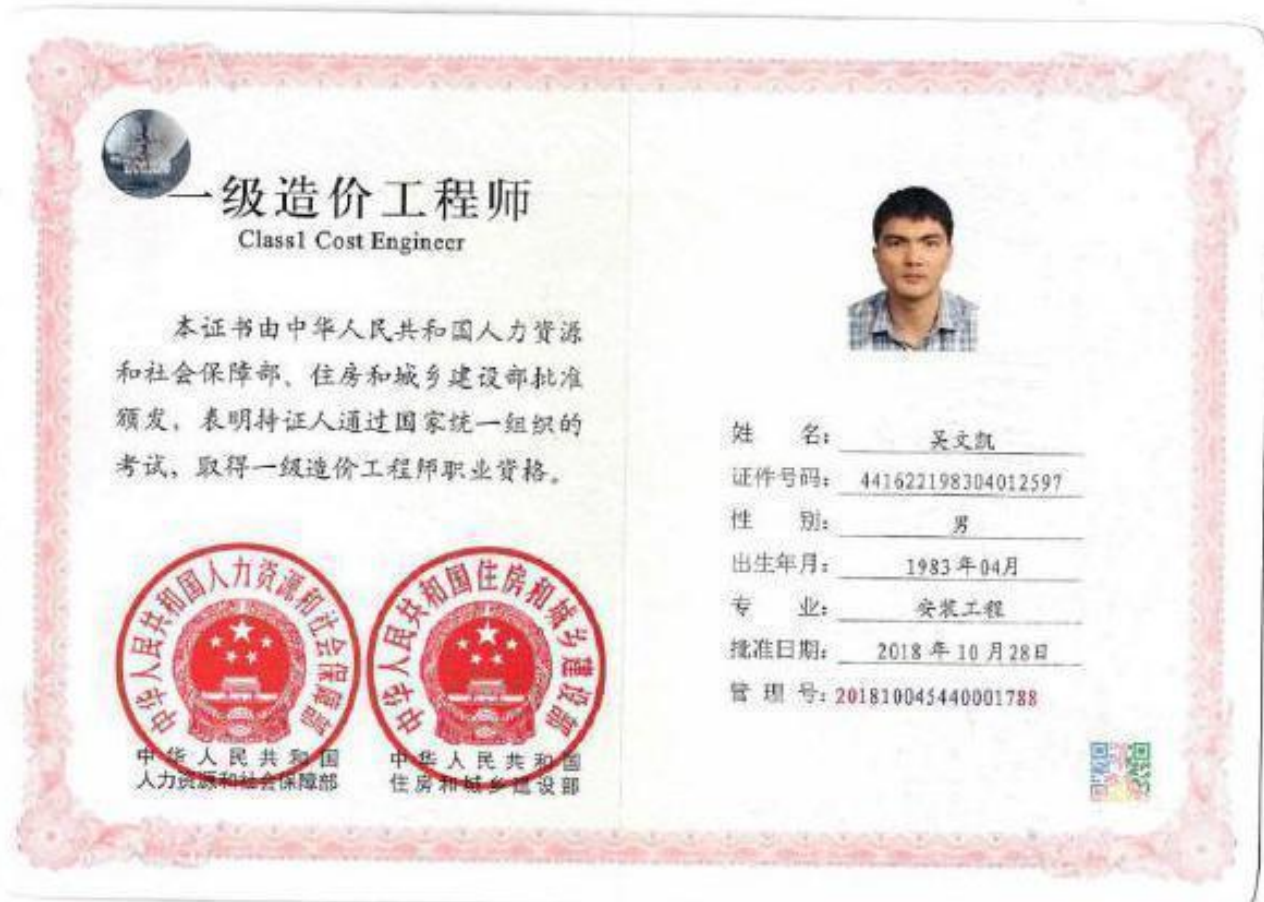 一级造价工程师
Class1 Cost Engineer
本证书由中华人民共和国人力资源
和社会保障部、住房和城乡建设部批准
颁发，表明持证人通过国家统一组织的
考试，取得一级造价工程师职业资格。
中华人民共和国人力资源和社会保障部
中华人民共和国住房和城乡建设部
中华人民共和国
人力资源和社会保障部
中华人民共和国
住房和城乡建设部
姓 名： 吴文凯
证件号码： 441622198304012597
性 别： 男
出生年月： 1983年04月
专 业： 安装工程
批准日期： 2018年10月28日
管 理 号：201810045440001788